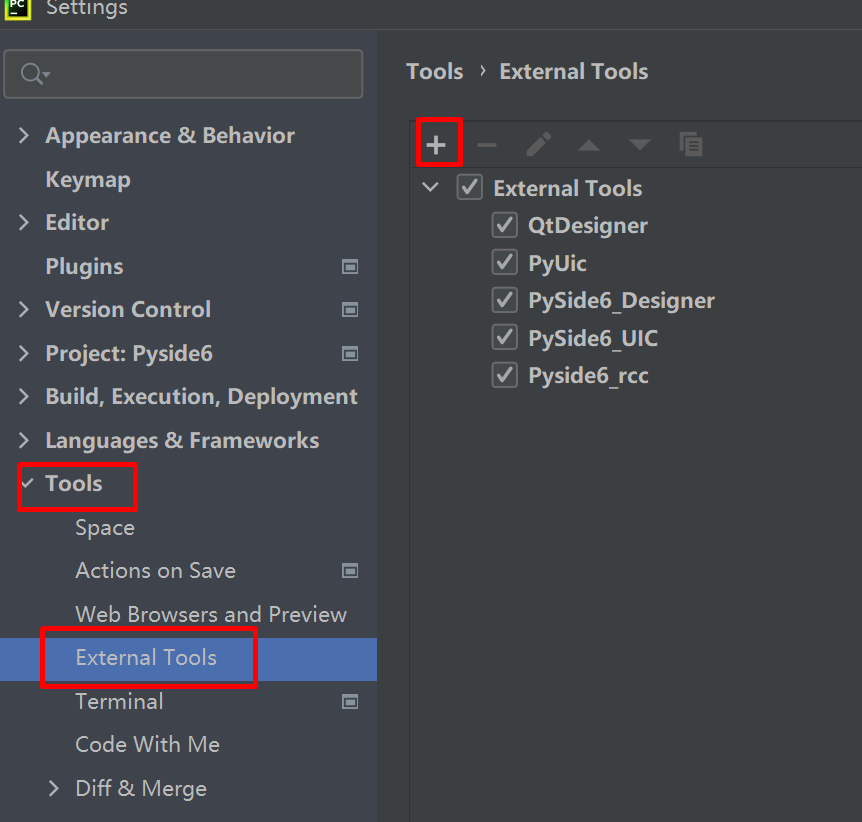 PC
Settings
Appearance & Behavior
Keymap
Editor
Plugins
Version Control
Project: Pyside6
Build, Execution, Deployment
Languages & Frameworks
Tools
Space
Actions on Save
Web Browsers and Preview
External Tools
Terminal
Code With Me
Diff & Merge
Tools › External Tools
External Tools
QtDesigner
PyUic
PySide6_Designer
PySide6_UIC
Pyside6_rcc